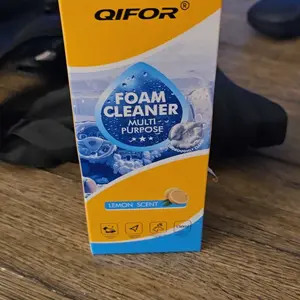 QIFOR®
FOAM
CLEANER
MULTI
PURPOSE
LEMON SCENT